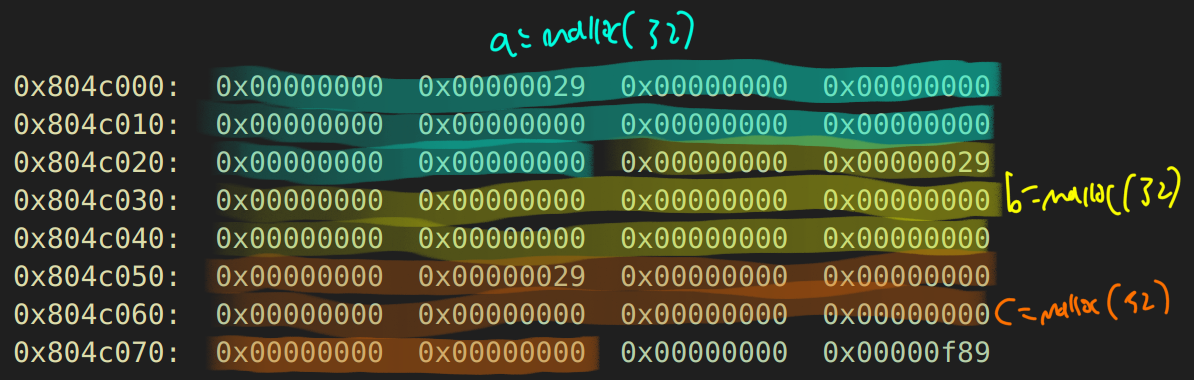 a=malloc(32)
0x804c000: 0x00000000 0x00000029 0x00000000 0x00000000
0x804c010: 0x00000000 0x00000000 0x00000000 0x00000000
0x804c020: 0x00000000 0x00000000 0x00000000 0x00000029
0x804c030: 0x00000000 0x00000000 0x00000000 0x00000000
b=malloc(32)
0x804c040: 0x00000000 0x00000000 0x00000000 0x00000000
0x804c050: 0x00000000 0x00000029 0x00000000 0x00000000
0x804c060: 0x00000000 0x00000000 0x00000000 0x00000000
c=malloc(32)
0x804c070: 0x00000000 0x00000000 0x00000000 0x00000f89